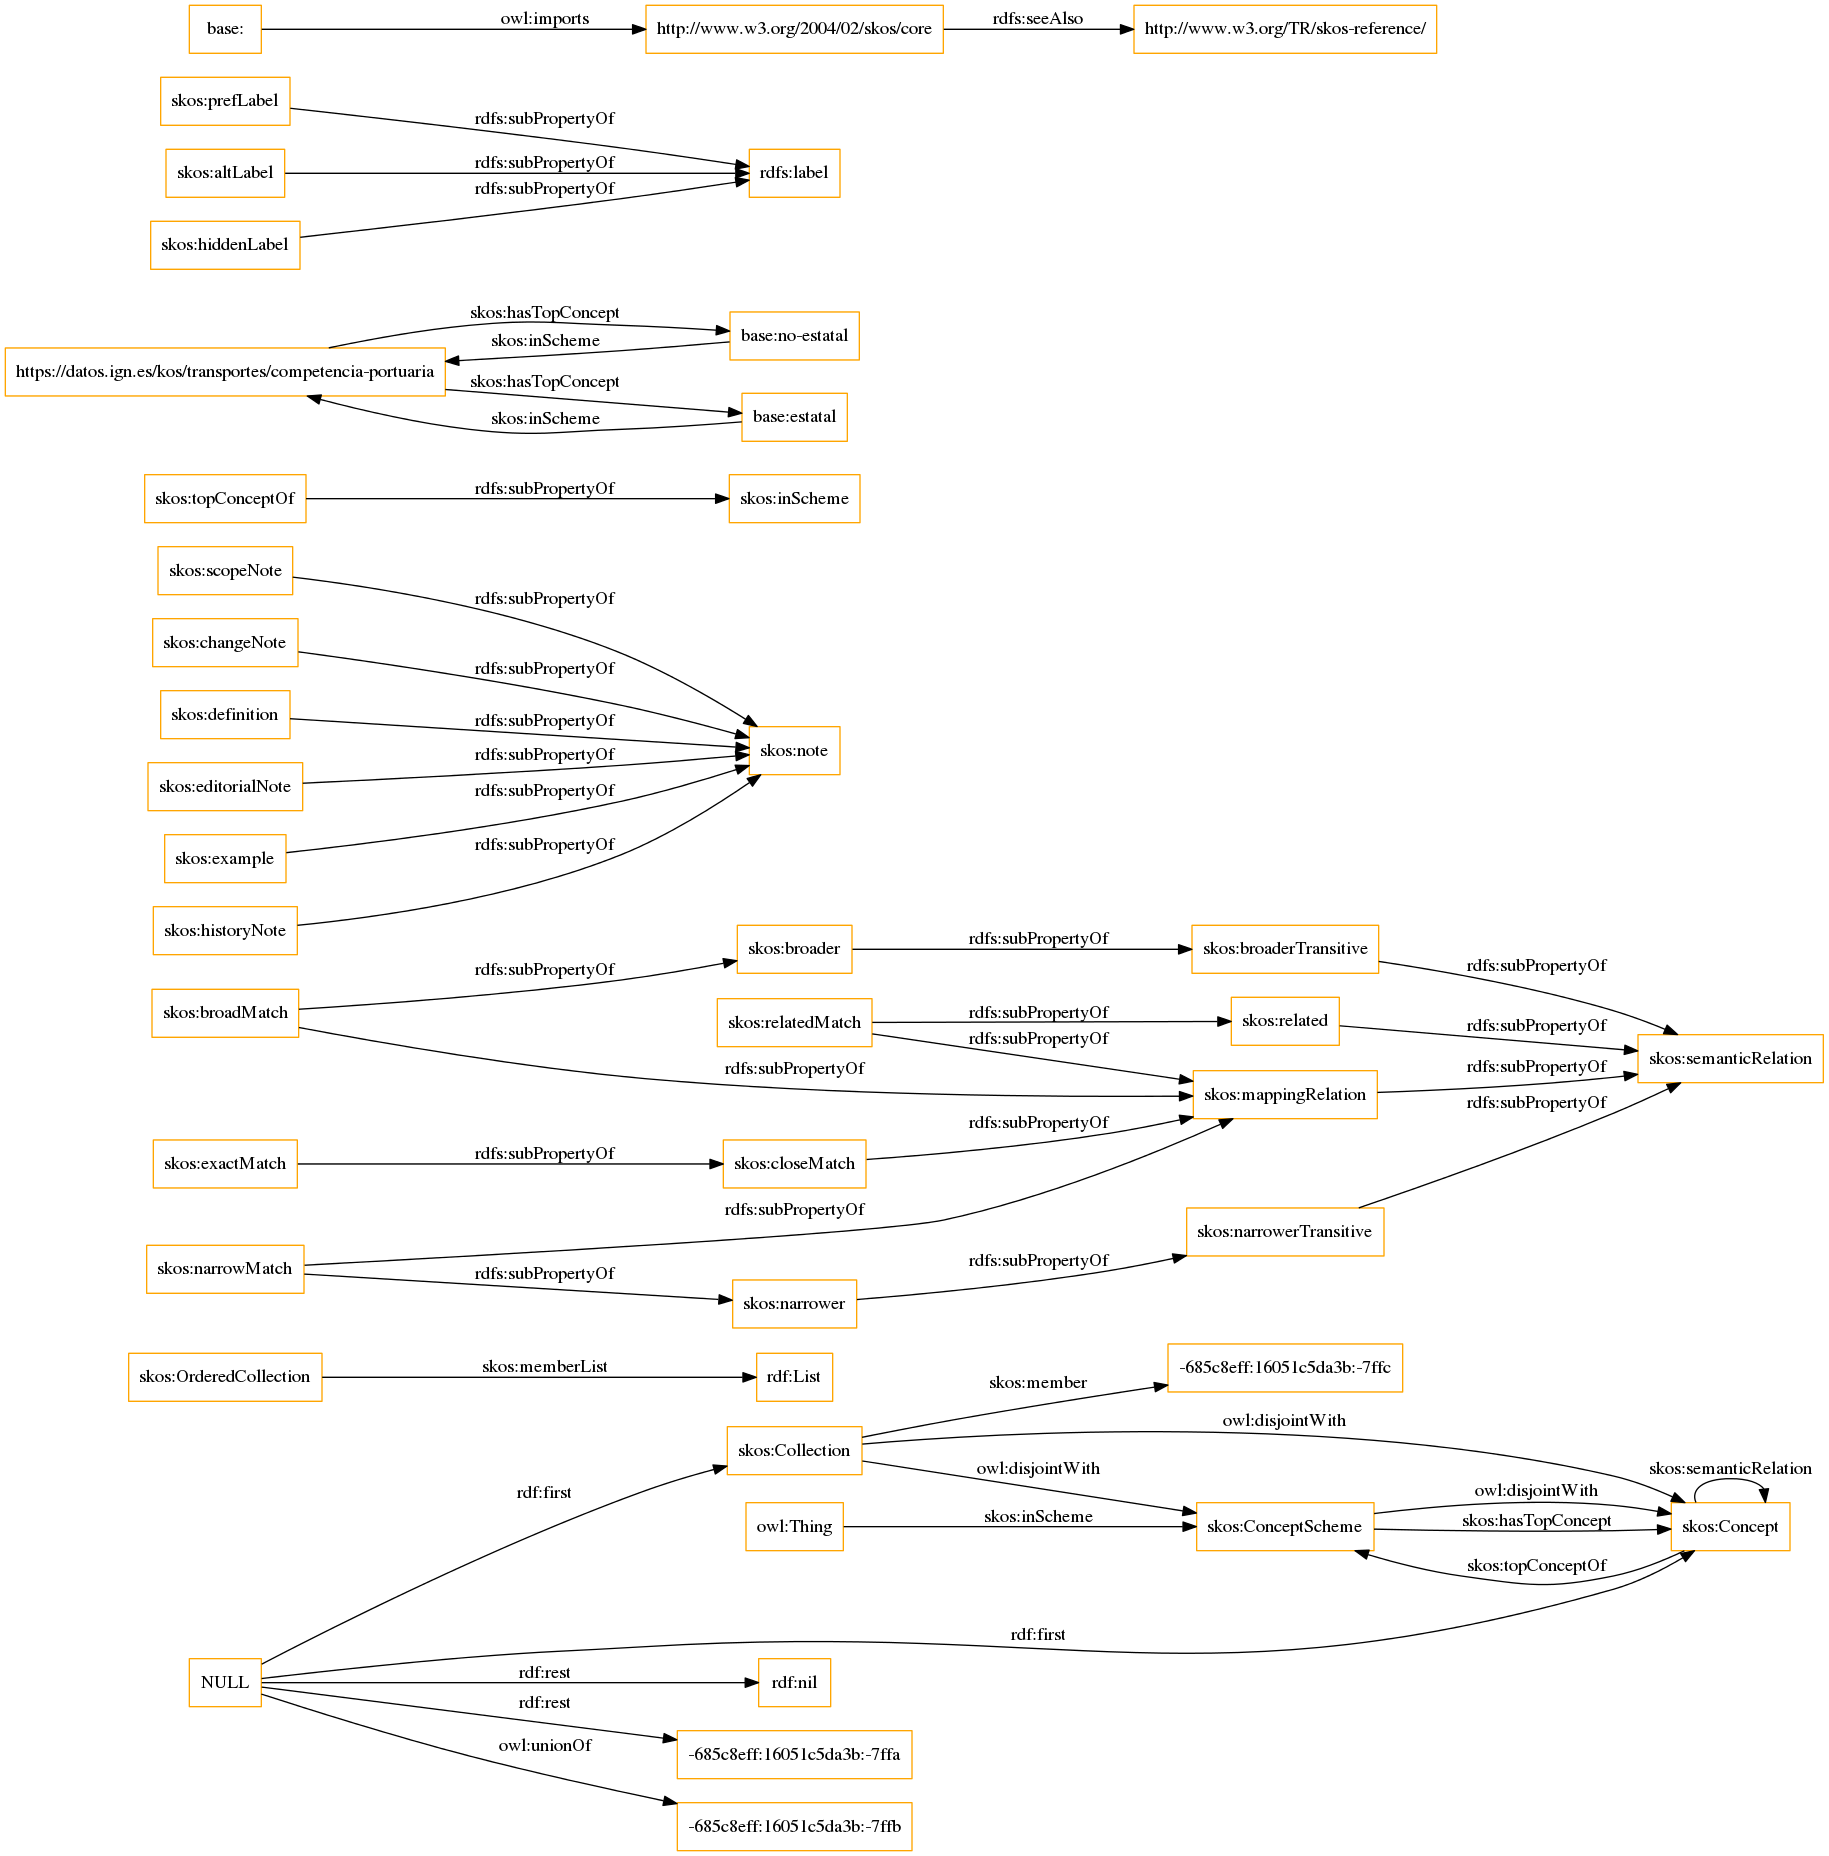 base:
owl:imports
http://www.w3.org/2004/02/skos/core
rdfs:seeAlso
http://www.w3.org/TR/skos-reference/
skos:prefLabel
rdfs:subPropertyOf
skos:altLabel
rdfs:subPropertyOf
rdfs:label
rdfs:subPropertyOf
skos:hiddenLabel
skos:hasTopConcept
base:no-estatal
skos:inScheme
https://datos.ign.es/kos/transportes/competencia-portuaria
skos:hasTopConcept
base:estatal
skos:inScheme
skos:topConceptOf
rdfs:subPropertyOf
skos:inScheme
skos:scopeNote
rdfs:subPropertyOf
skos:changeNote
rdfs:subPropertyOf
skos:definition
rdfs:subPropertyOf
skos:note
rdfs:subPropertyOf
skos:editorialNote
rdfs:subPropertyOf
skos:example
rdfs:subPropertyOf
skos:historyNote
skos:broader
rdfs:subPropertyOf
skos:broaderTransitive
rdfs:subPropertyOf
rdfs:subPropertyOf
skos:broadMatch
skos:relatedMatch
rdfs:subPropertyOf
skos:related
rdfs:subPropertyOf
rdfs:subPropertyOf
skos:semanticRelation
rdfs:subPropertyOf
rdfs:subPropertyOf
skos:mappingRelation
rdfs:subPropertyOf
rdfs:subPropertyOf
skos:exactMatch
rdfs:subPropertyOf
skos:closeMatch
rdfs:subPropertyOf
skos:narrowerTransitive
skos:narrowMatch
rdfs:subPropertyOf
rdfs:subPropertyOf
skos:narrower
skos:OrderedCollection
skos:memberList
rdf:List
-685c8eff:16051c5da3b:-7ffc
skos:member
owl:disjointWith
skos:Collection
owl:disjointWith
skos:semanticRelation
rdf:first
owl:disjointWith
owl:Thing
skos:inScheme
skos:ConceptScheme
skos:hasTopConcept
skos:Concept
skos:topConceptOf
rdf:first
NULL
rdf:rest
rdf:nil
rdf:rest
owl:unionOf
-685c8eff:16051c5da3b:-7ffa
-685c8eff:16051c5da3b:-7ffb